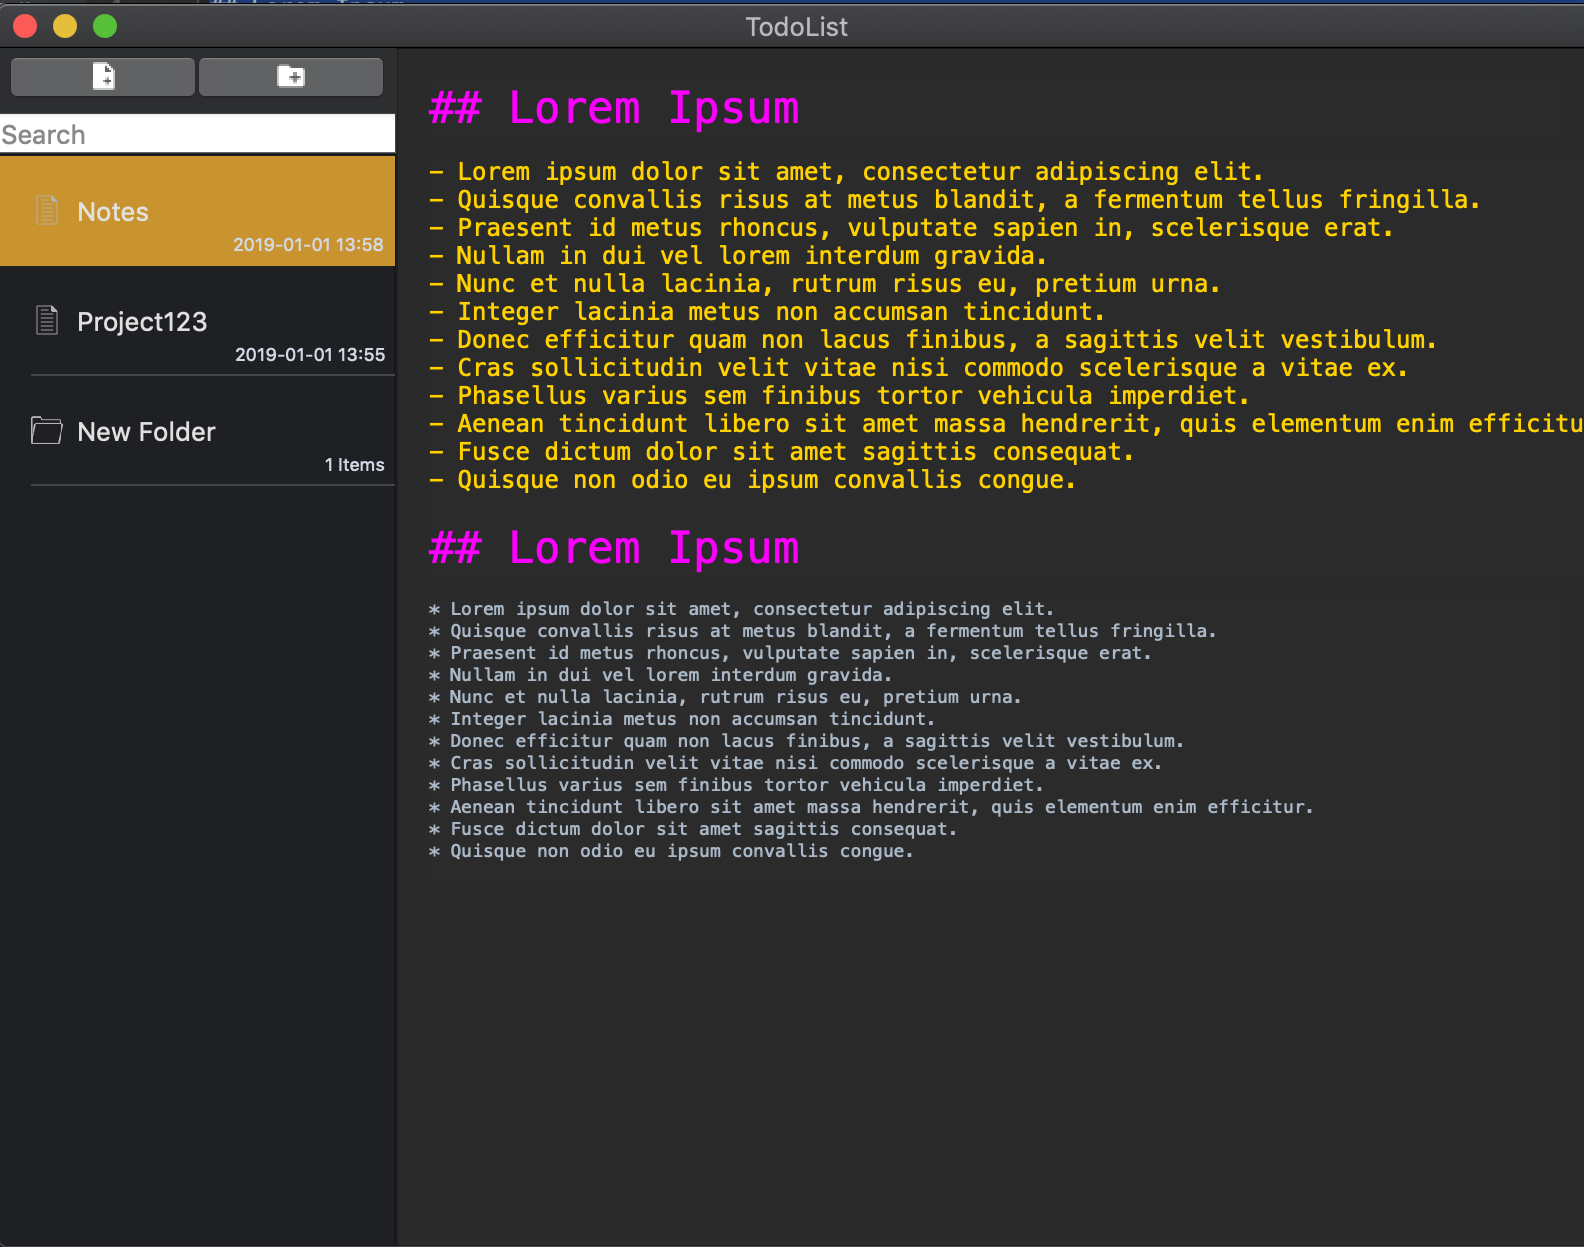 TodoList
Search
Notes
2019-01-01 13:58
Project123
2019-01-01 13:55
New Folder
1 Items
## Lorem Ipsum
- Lorem ipsum dolor sit amet, consectetur adipiscing elit.
- Quisque convallis risus at metus blandit, a fermentum tellus fringilla.
- Praesent id metus rhoncus, vulputate sapien in, scelerisque erat.
- Nullam in dui vel lorem interdum gravida.
- Nunc et nulla lacinia, rutrum risus eu, pretium urna.
- Integer lacinia metus non accumsan tincidunt.
- Donec efficitur quam non lacus finibus, a sagittis velit vestibulum.
- Cras sollicitudin velit vitae nisi commodo scelerisque a vitae ex.
- Phasellus varius sem finibus tortor vehicula imperdiet.
- Aenean tincidunt libero sit amet massa hendrerit, quis elementum enim efficitu
- Fusce dictum dolor sit amet sagittis consequat.
- Quisque non odio eu ipsum convallis congue.
## Lorem Ipsum
* Lorem ipsum dolor sit amet, consectetur adipiscing elit.
* Quisque convallis risus at metus blandit, a fermentum tellus fringilla.
* Praesent id metus rhoncus, vulputate sapien in, scelerisque erat.
* Nullam in dui vel lorem interdum gravida.
* Nunc et nulla lacinia, rutrum risus eu, pretium urna.
* Integer lacinia metus non accumsan tincidunt.
* Donec efficitur quam non lacus finibus, a sagittis velit vestibulum.
* Cras sollicitudin velit vitae nisi commodo scelerisque a vitae ex.
* Phasellus varius sem finibus tortor vehicula imperdiet.
* Aenean tincidunt libero sit amet massa hendrerit, quis elementum enim efficitur.
* Fusce dictum dolor sit amet sagittis consequat.
* Quisque non odio eu ipsum convallis congue.